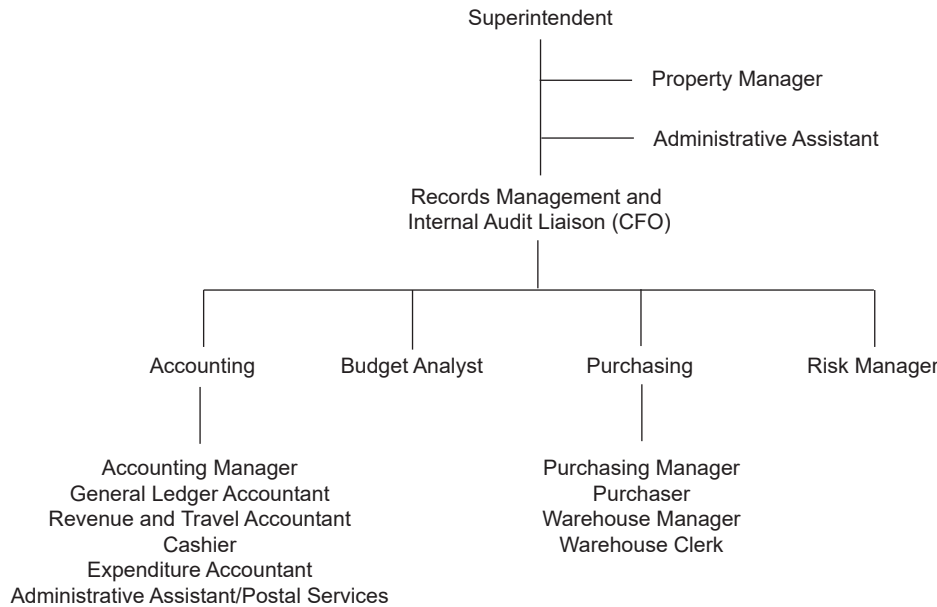 Superintendent
Property Manager
Administrative Assistant
Records Management and
Internal Audit Liaison (CFO)
Accounting
Budget Analyst
Purchasing
Risk Manager
Accounting Manager
General Ledger Accountant
Revenue and Travel Accountant
Cashier
Expenditure Accountant
Administrative Assistant/Postal Services
Purchasing Manager
Purchaser
Warehouse Manager
Warehouse Clerk